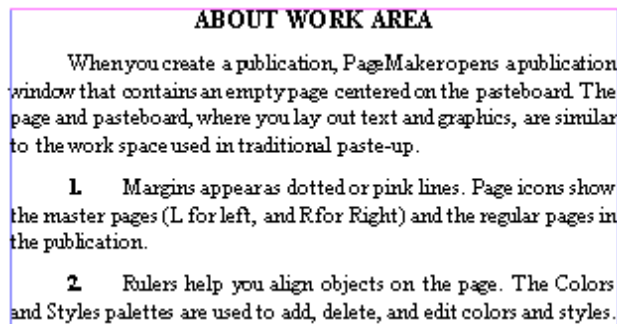 ABOUT WORK AREA
When you create a publication, PageMaker opens a publication
window that contains an empty page centered on the pasteboard. The
page and pasteboard, where you lay out text and graphics, are similar
to the work space used in traditional paste-up.
1. Margins appear as dotted or pink lines. Page icons show
the master pages (L for left, and R for Right) and the regular pages in
the publication.
2. Rulers help you align objects on the page. The Colors
and Styles palettes are used to add, delete, and edit colors and styles.